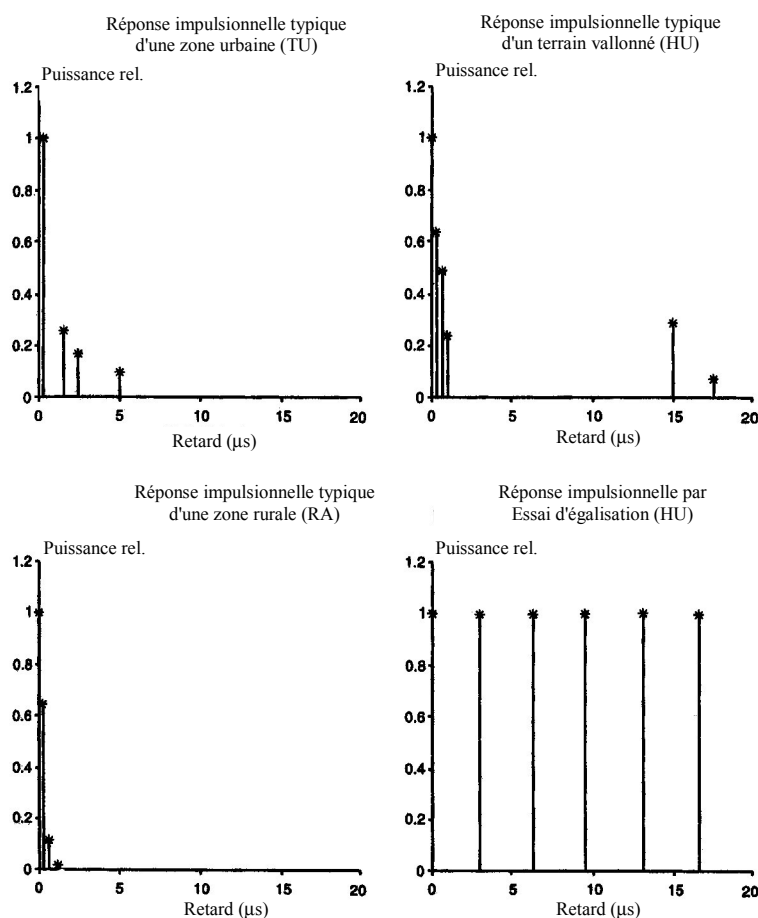 Réponse impulsionnelle typique
d'une zone urbaine (TU)
Puissance rel.
1.2
1
0.8
0.6
0.4
0.2
0
0 5 10 15 20
Retard (µs)
Réponse impulsionnelle typique
d'un terrain vallonné (HU)
Puissance rel.
1.2
1
0.8
0.6
0.4
0.2
0
0 5 10 15 20
Retard (µs)
Réponse impulsionnelle typique
d'une zone rurale (RA)
Puissance rel.
1.2
1
0.8
0.6
0.4
0.2
0
0 5 10 15 20
Retard (µs)
Réponse impulsionnelle par
Essai d'égalisation (HU)
Puissance rel.
1.2
1
0.8
0.6
0.4
0.2
0
0 5 10 15 20
Retard (µs)